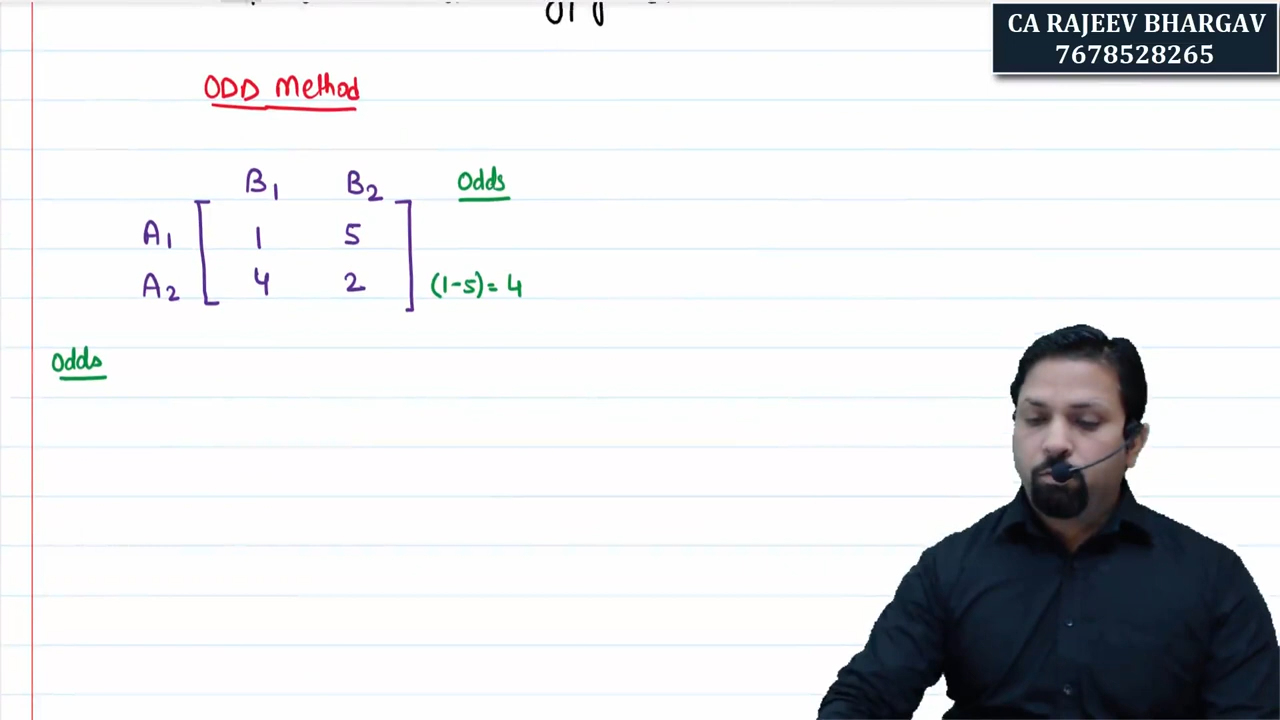 CA RAJEEV BHARGAV
7678528265
ODD Method
B1 B2 Odds
A1 1 5
A2 4 2 (1-5)= 4
Odds